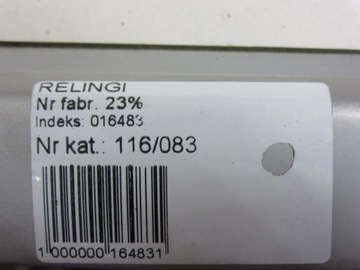 RELINGI
Nr fabr. 23%
Indeks: 016483
Nr kat.: 116/083
1 000000 164831